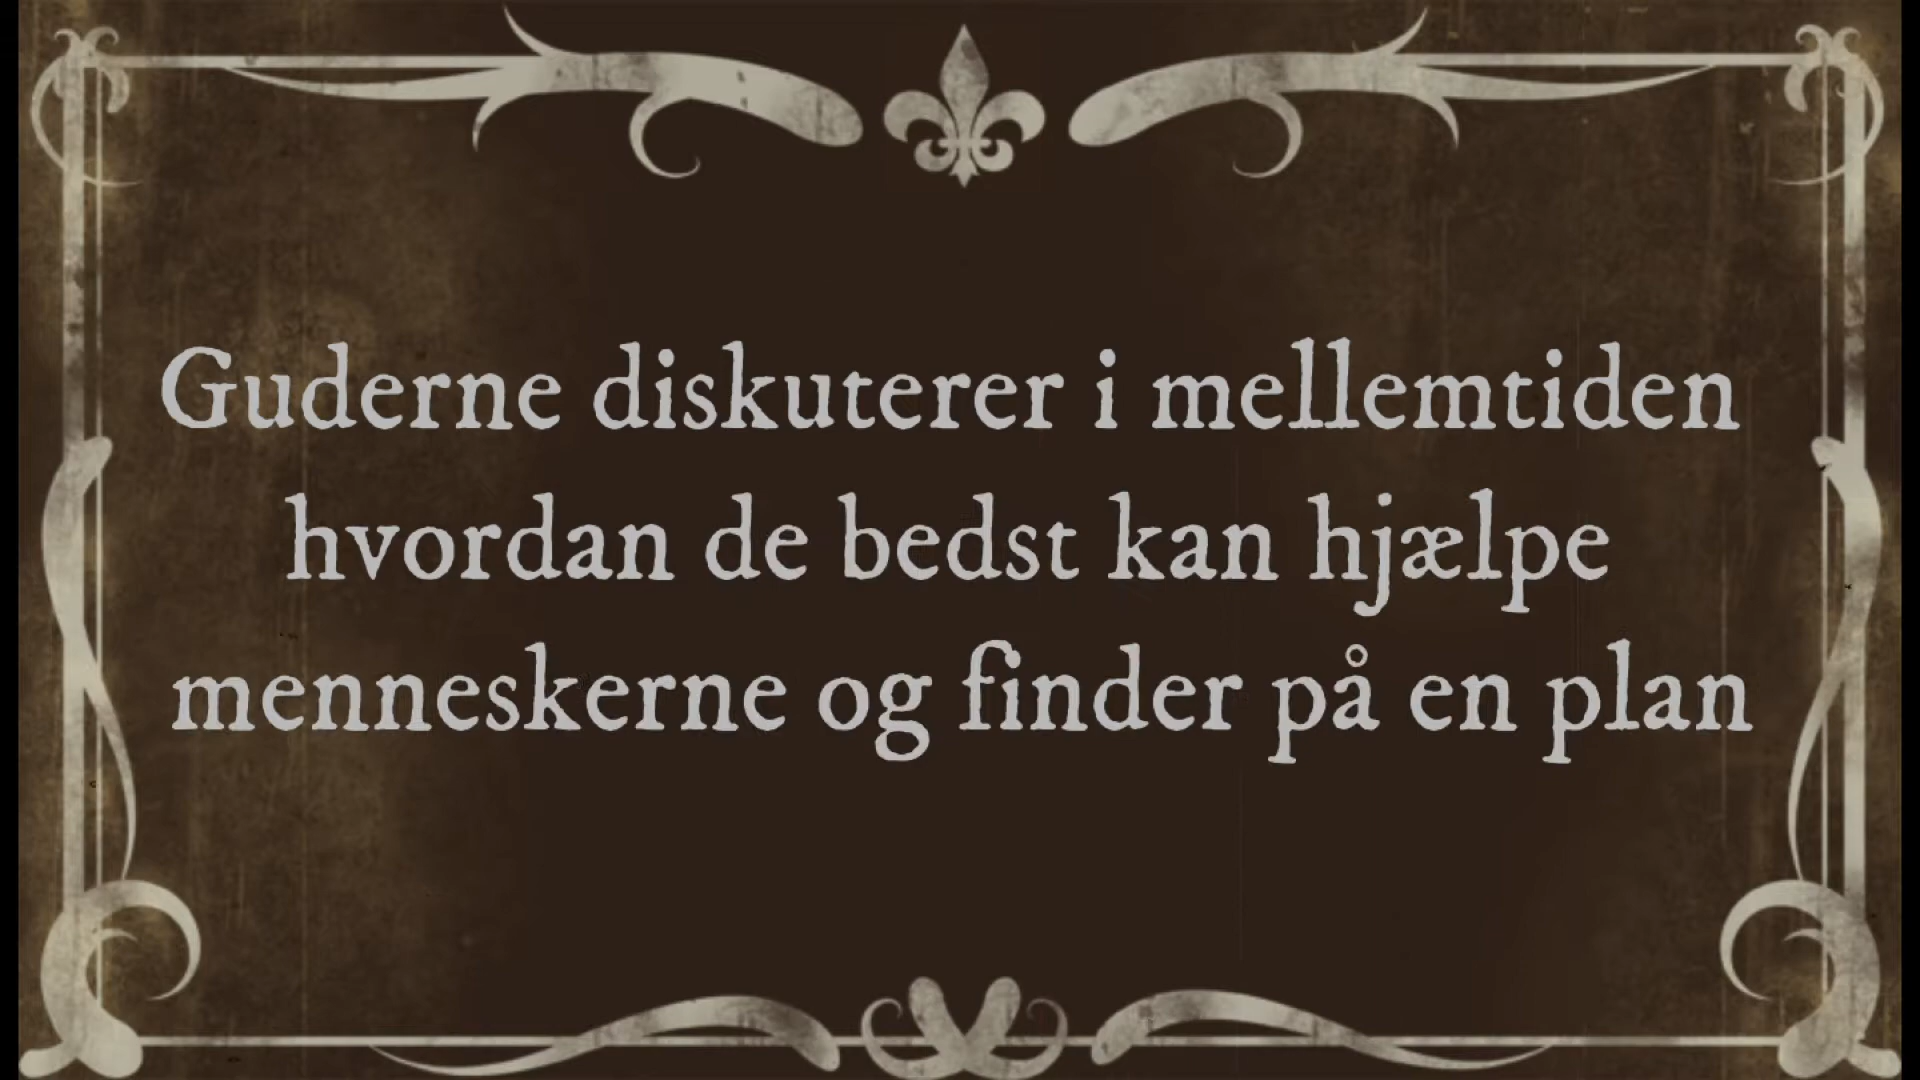 Guderne diskuterer i mellemtiden
hvordan de bedst kan hjælpe
menneskerne og finder på en plan